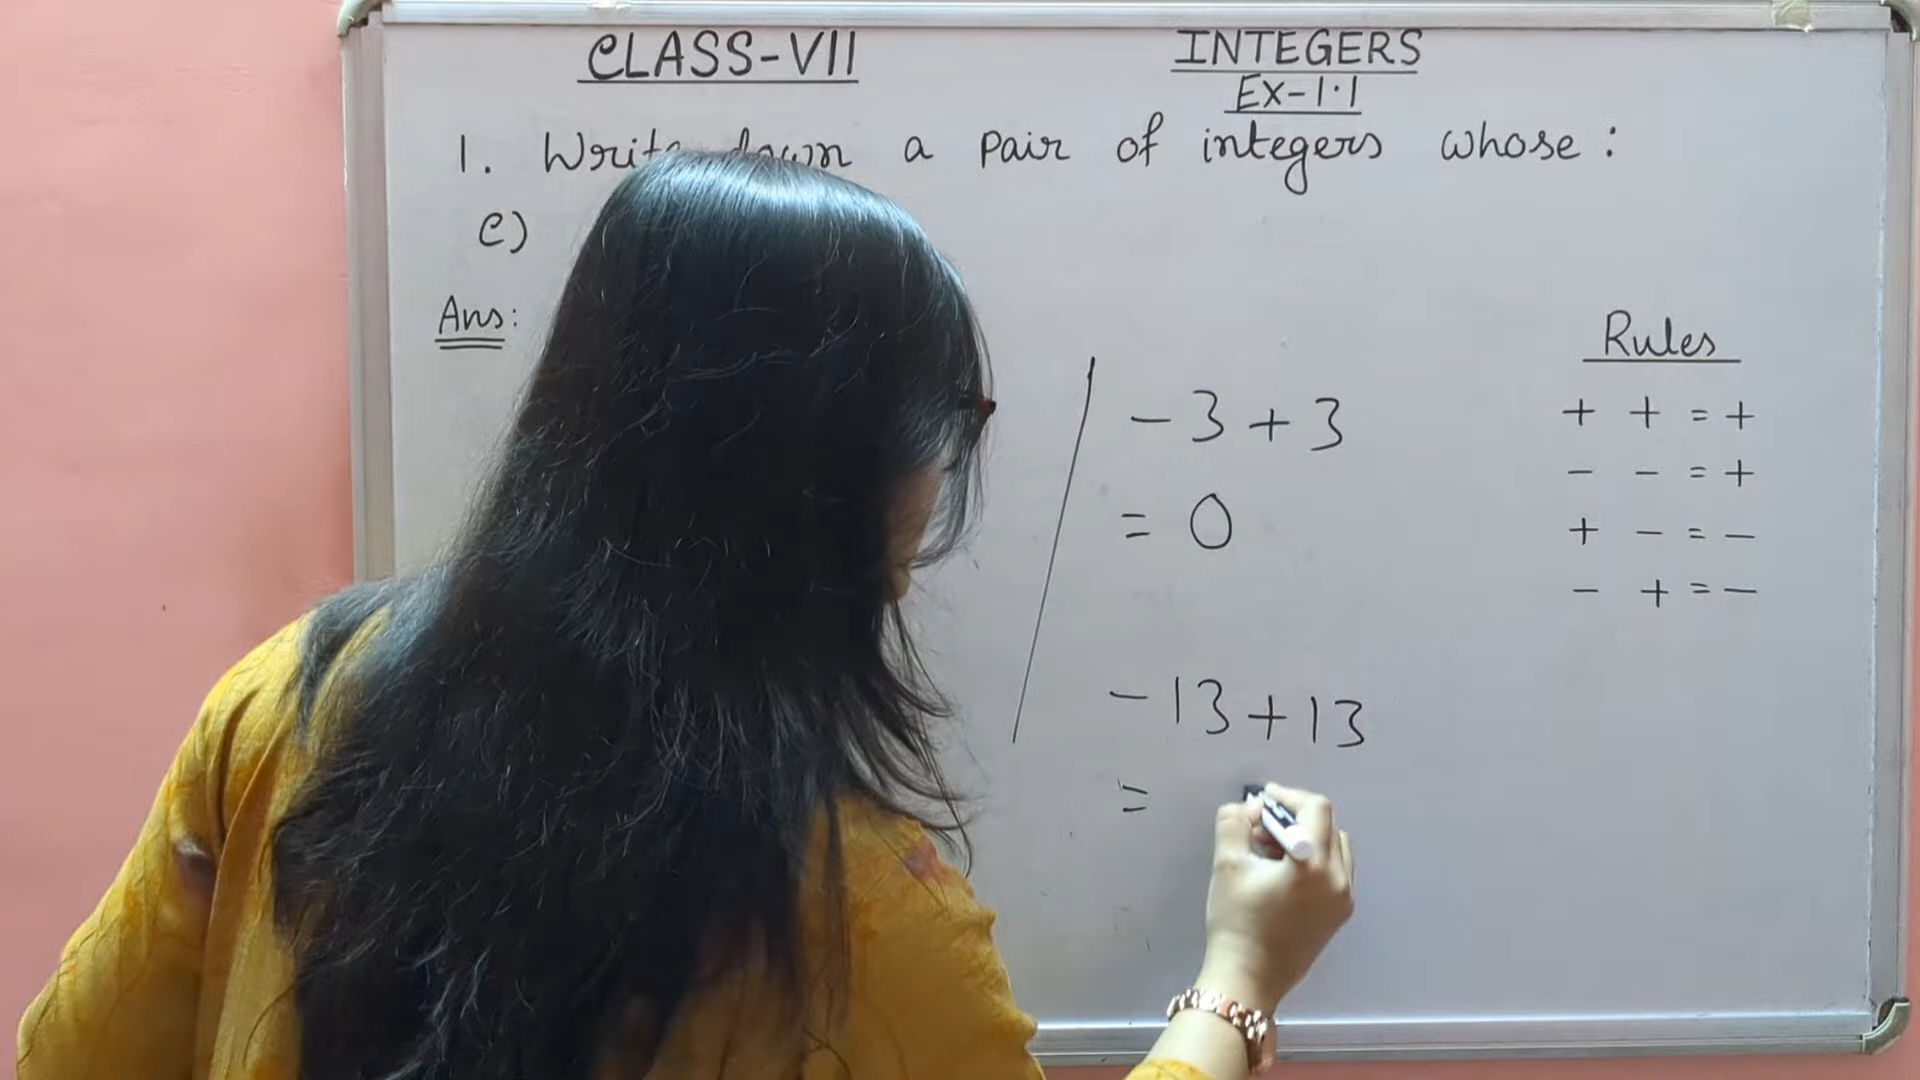 CLASS-VII
INTEGERS
Ex-1.1
1. Write down a pair of integers whose :
c)
Ans:
-3+3
= 0
-13+13
=
Rules
+ + = +
- - = +
+ - = -
- + = -